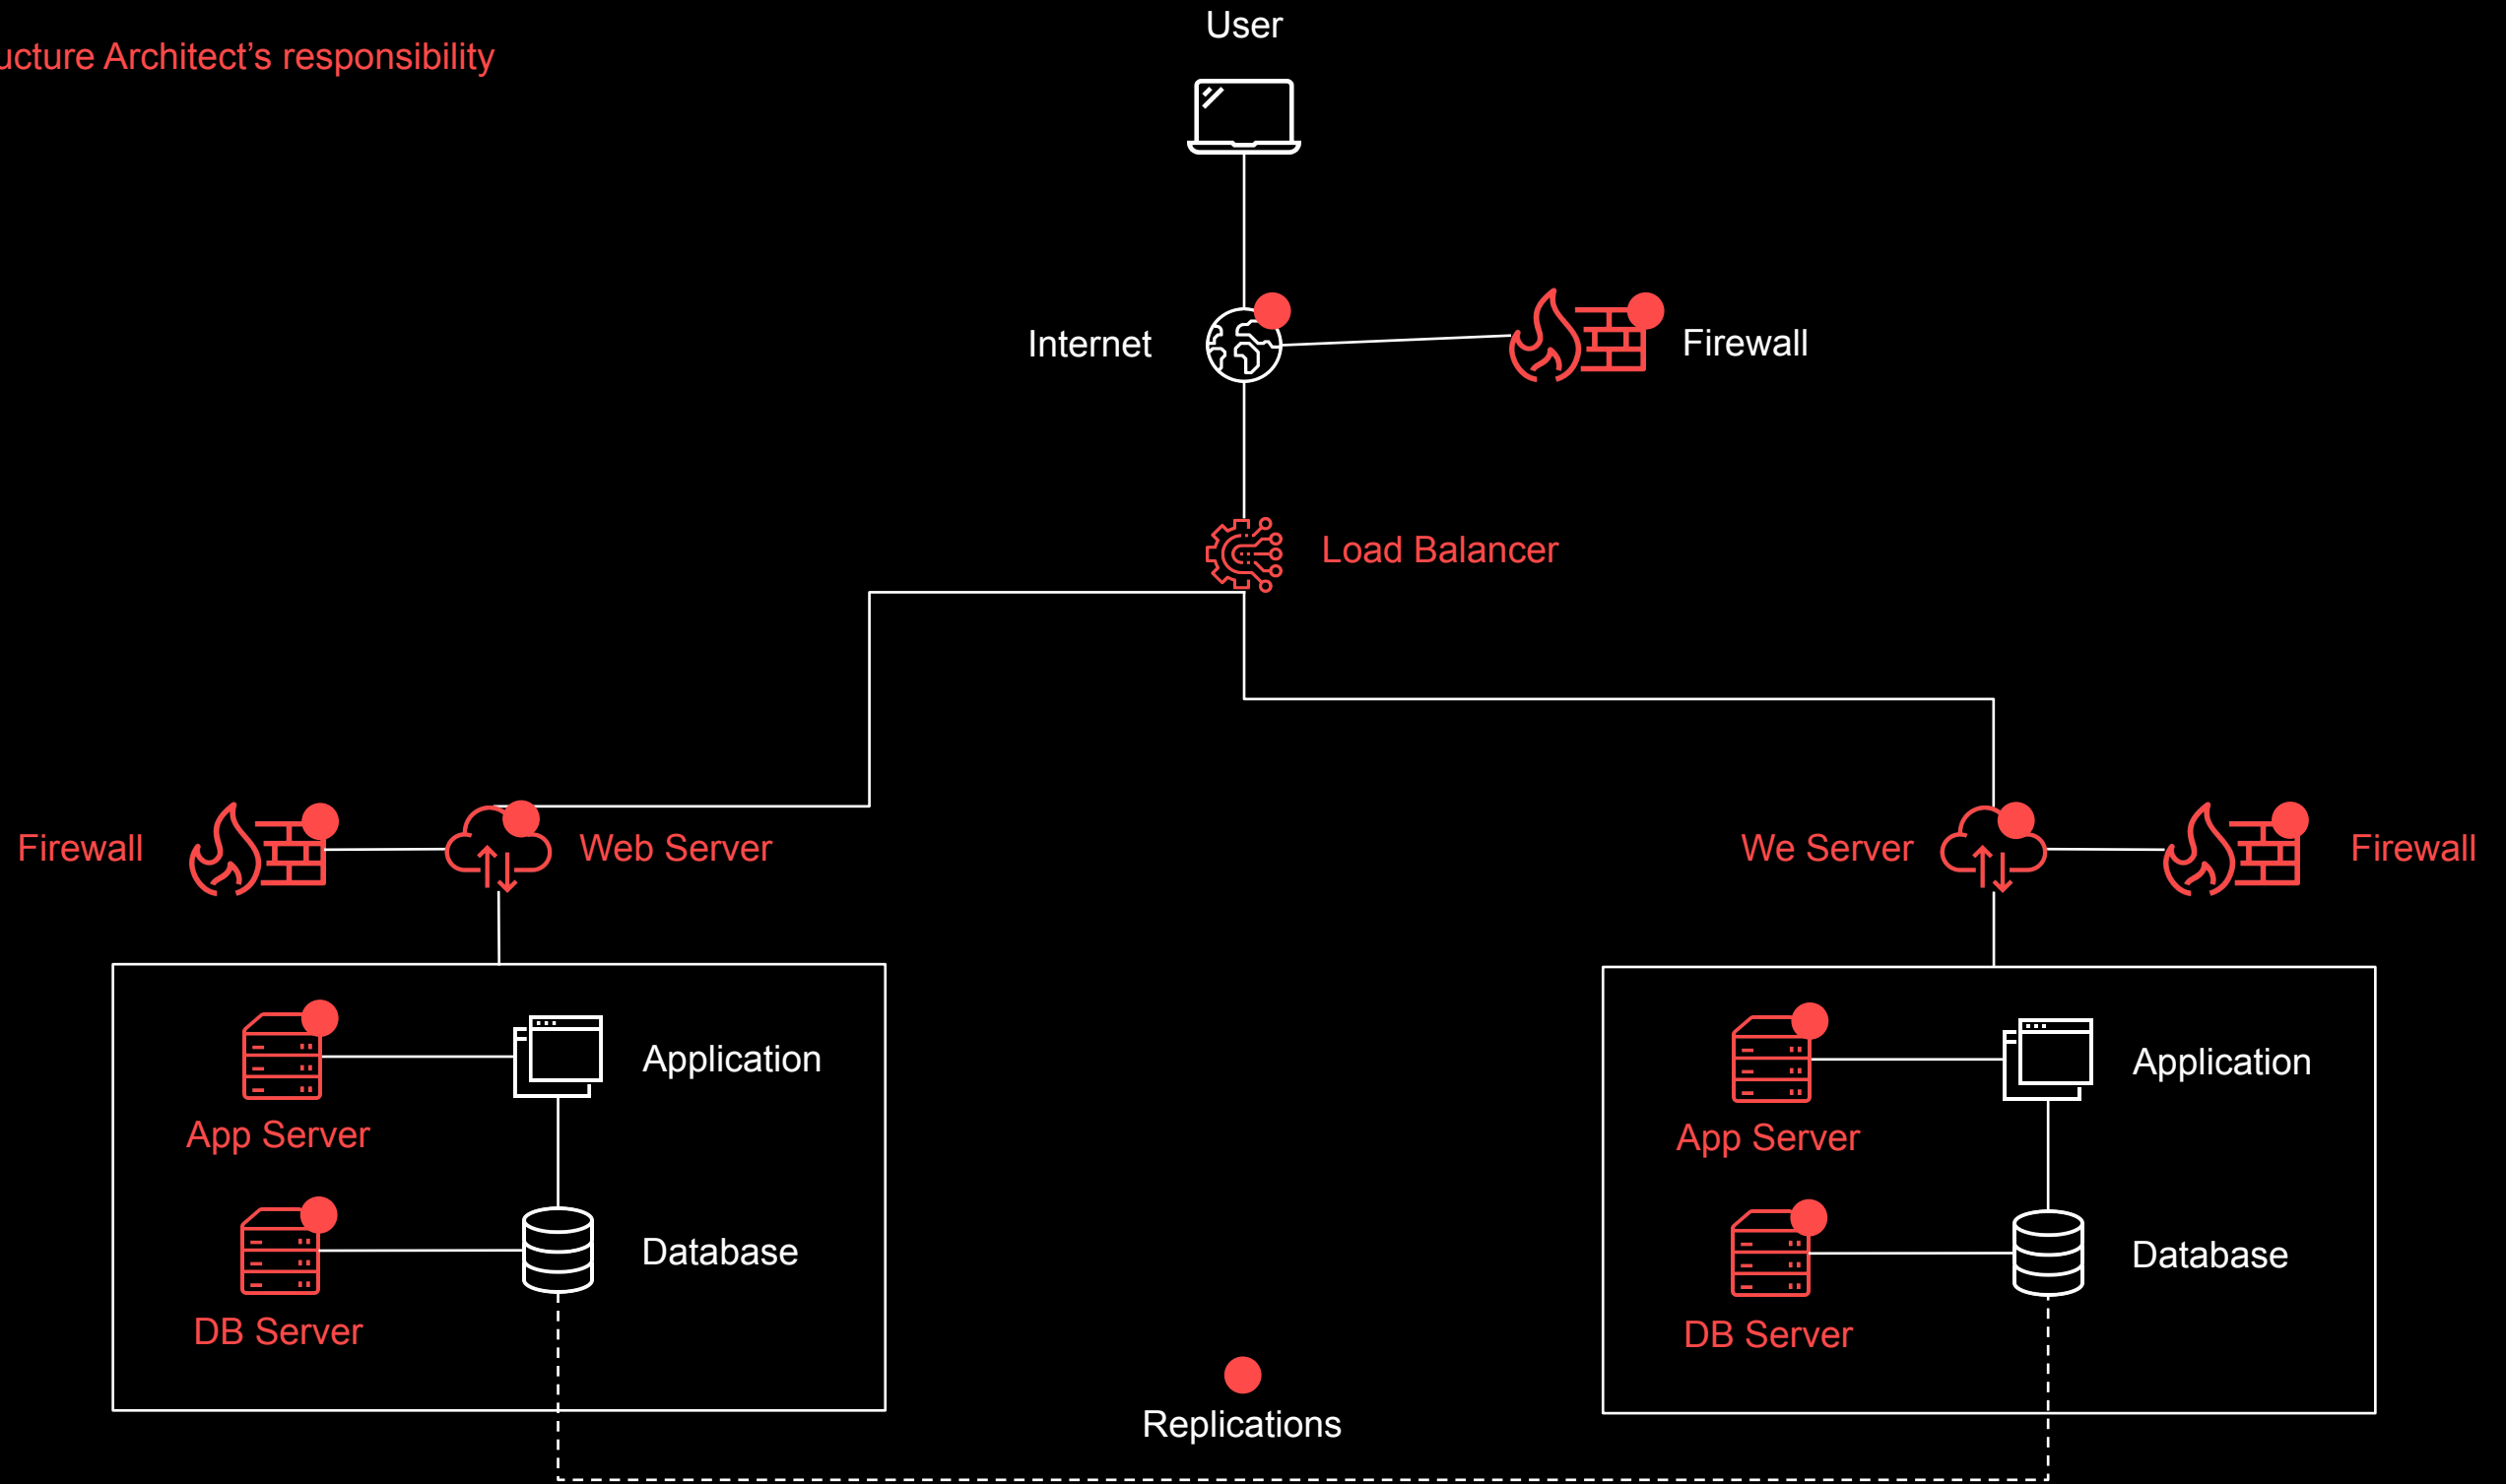 User
ucture Architect’s responsibility
Internet
Firewall
Load Balancer
Firewall
Web Server
We Server
Firewall
Application
Application
App Server
App Server
Database
Database
DB Server
DB Server
Replications